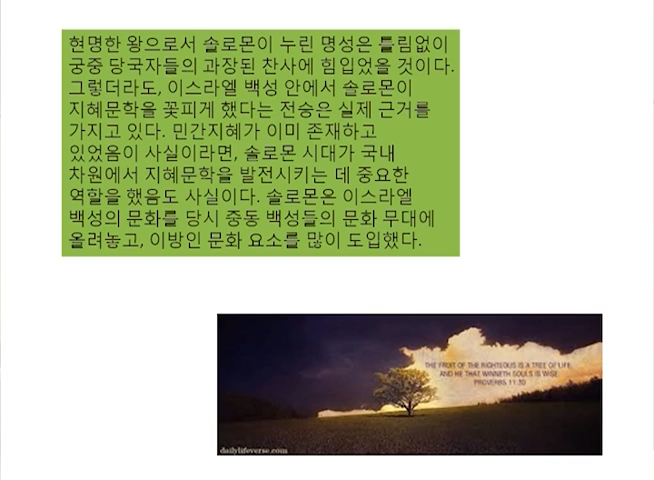 현명한 왕으로서 솔로몬이 누린 명성은 틀림없이
궁중 당국자들의 과장된 찬사에 힘입었을 것이다.
그렇더라도, 이스라엘 백성 안에서 솔로몬이
지혜문학을 꽃피게 했다는 전승은 실제 근거를
가지고 있다. 민간지혜가 이미 존재하고
있었음이 사실이라면, 솔로몬 시대가 국내
차원에서 지혜문학을 발전시키는 데 중요한
역할을 했음도 사실이다. 솔로몬은 이스라엘
백성의 문화를 당시 중동 백성들의 문화 무대에
올려놓고, 이방인 문화 요소를 많이 도입했다.
THE FRUIT OF THE RIGHTEOUS IS A TREE OF LIFE,
AND HE THAT WINNETH SOULS IS WISE.
PROVERBS 11:30
dailylifeverse.com